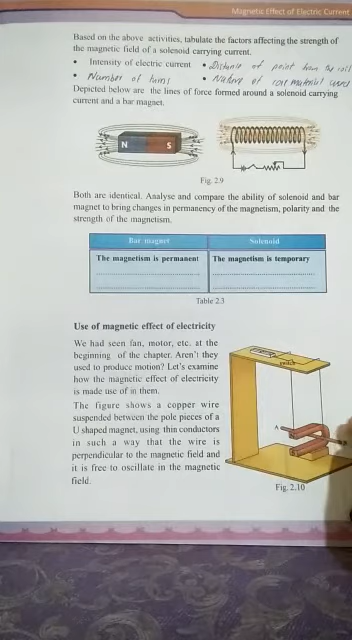 Magnetic Effect of Electric Current
Based on the above activities, tabulate the factors affecting the strength of
the magnetic field of a solenoid carrying current.
• Intensity of electric current • Distance of point from the coil
• Number of turns • Nature of core material used
Depicted below are the lines of force formed around a solenoid carrying
current and a bar magnet.
N S
Fig. 2.9
Both are identical. Analyse and compare the ability of solenoid and bar
magnet to bring changes in permanency of the magnetism, polarity and the
strength of the magnetism.
Bar magnet Solenoid
The magnetism is permanent The magnetism is temporary
Table 2.3
Use of magnetic effect of electricity
We had seen fan, motor, etc. at the
beginning of the chapter. Aren't they
used to produce motion? Let's examine
how the magnetic effect of electricity
is made use of in them.
The figure shows a copper wire
suspended between the pole pieces of a
U shaped magnet, using thin conductors
in such a way that the wire is
perpendicular to the magnetic field and
it is free to oscillate in the magnetic
field.
switch
A
Fig. 2.10